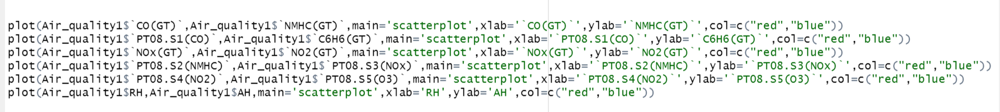 plot(Air_quality1$`CO(GT)`,Air_quality1$`NMHC(GT)`,main='scatterplot',xlab='`CO(GT)`',ylab='`NMHC(GT)`',col=c("red","blue"))
plot(Air_quality1$`PT08.S1(CO)`,Air_quality1$`C6H6(GT)`,main='scatterplot',xlab='`PT08.S1(CO)`',ylab='`C6H6(GT)`',col=c("red","blue"))
plot(Air_quality1$`NOx(GT)`,Air_quality1$`NO2(GT)`,main='scatterplot',xlab='`NOx(GT)`',ylab='`NO2(GT)`',col=c("red","blue"))
plot(Air_quality1$`PT08.S2(NMHC)`,Air_quality1$`PT08.S3(NOx)`,main='scatterplot',xlab='`PT08.S2(NMHC)`',ylab='`PT08.S3(NOx)`',col=c("red","blue"))
plot(Air_quality1$`PT08.S4(NO2)`,Air_quality1$`PT08.S5(O3)`,main='scatterplot',xlab='`PT08.S4(NO2)`',ylab='`PT08.S5(O3)`',col=c("red","blue"))
plot(Air_quality1$RH,Air_quality1$AH,main='scatterplot',xlab='RH',ylab='AH',col=c("red","blue"))